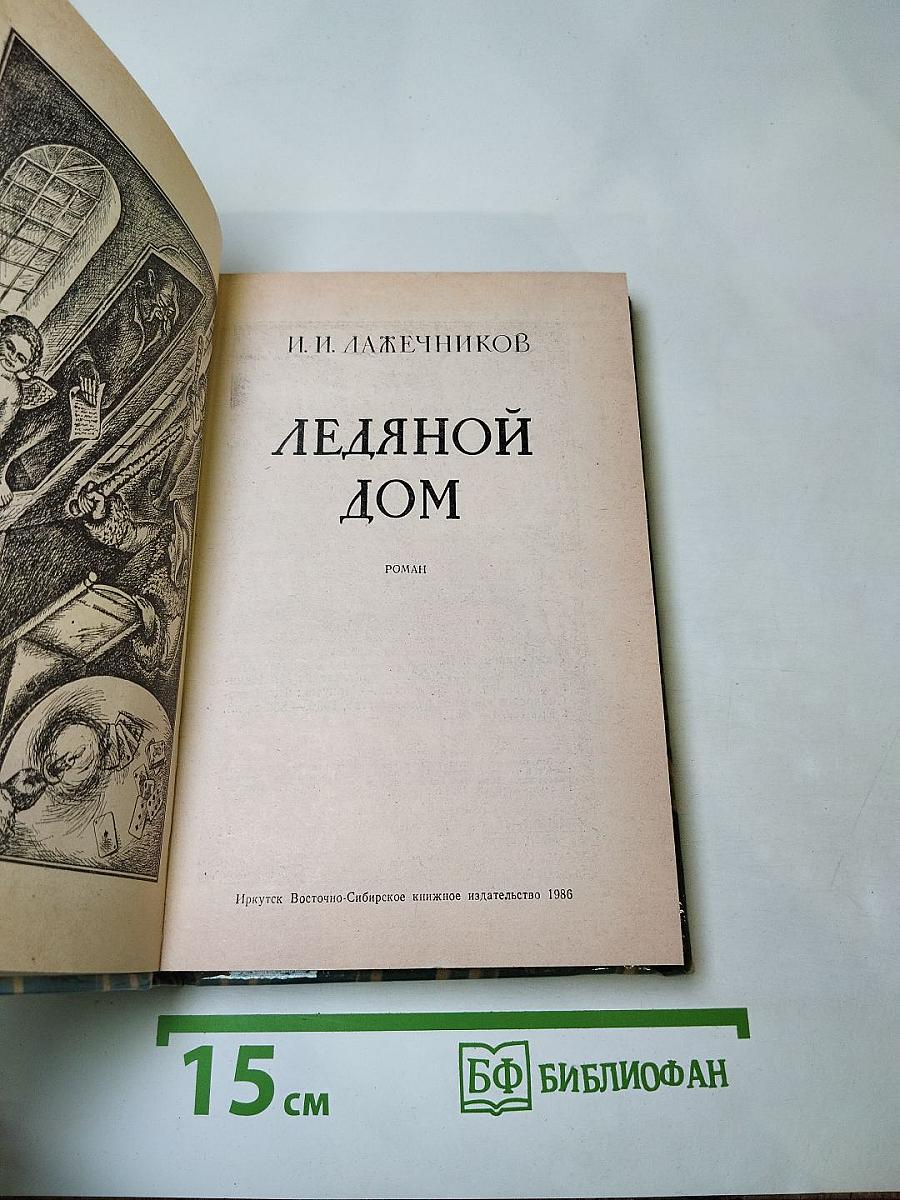 И. И. ЛАЖЕЧНИКОВ
ЛЕДЯНОЙ
ДОМ
РОМАН
Иркутск Восточно-Сибирское книжное издательство 1986
15 см
БФ БИБЛИОФАН